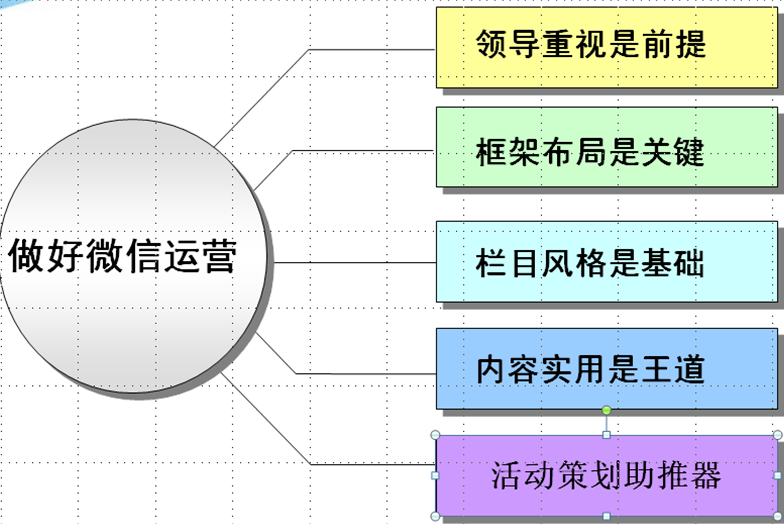 领导重视是前提
框架布局是关键
做好微信运营
栏目风格是基础
内容实用是王道
活动策划助推器